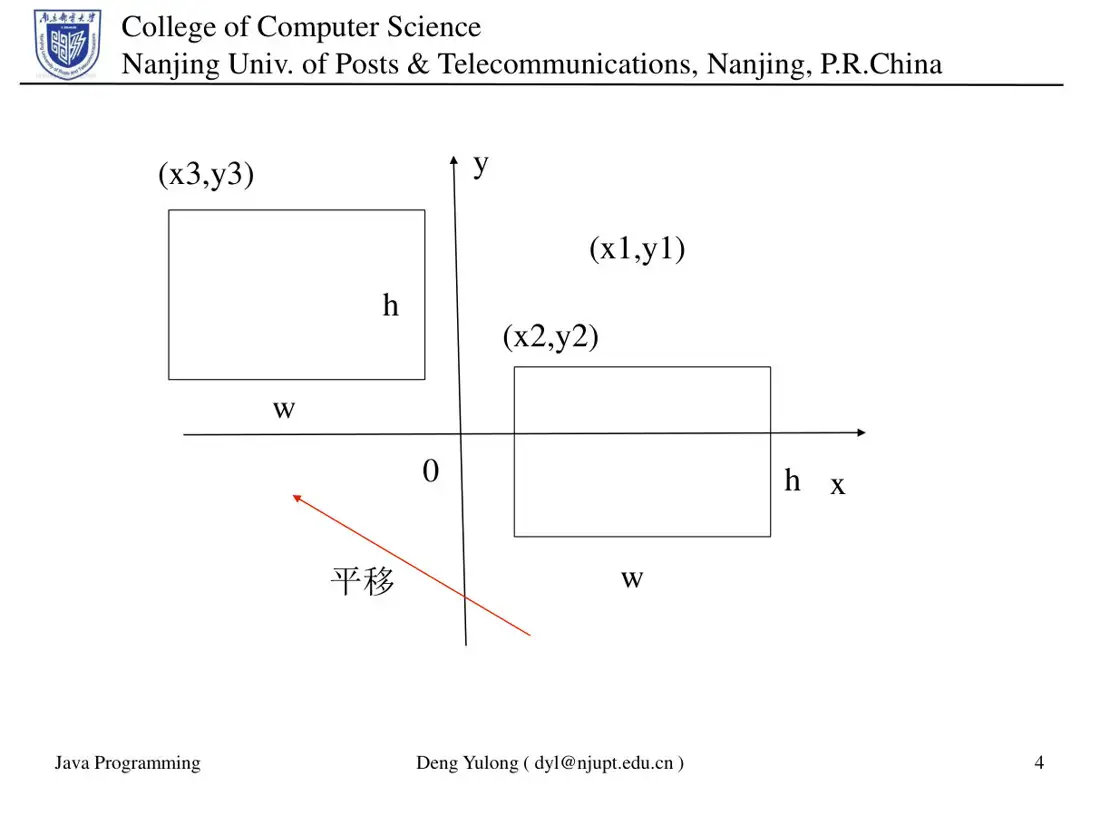 College of Computer Science
Nanjing Univ. of Posts & Telecommunications, Nanjing, P.R.China
y
(x3,y3)
(x1,y1)
h
(x2,y2)
w
0
h
x
平移
w
Java Programming
Deng Yulong ( dyl@njupt.edu.cn )
4